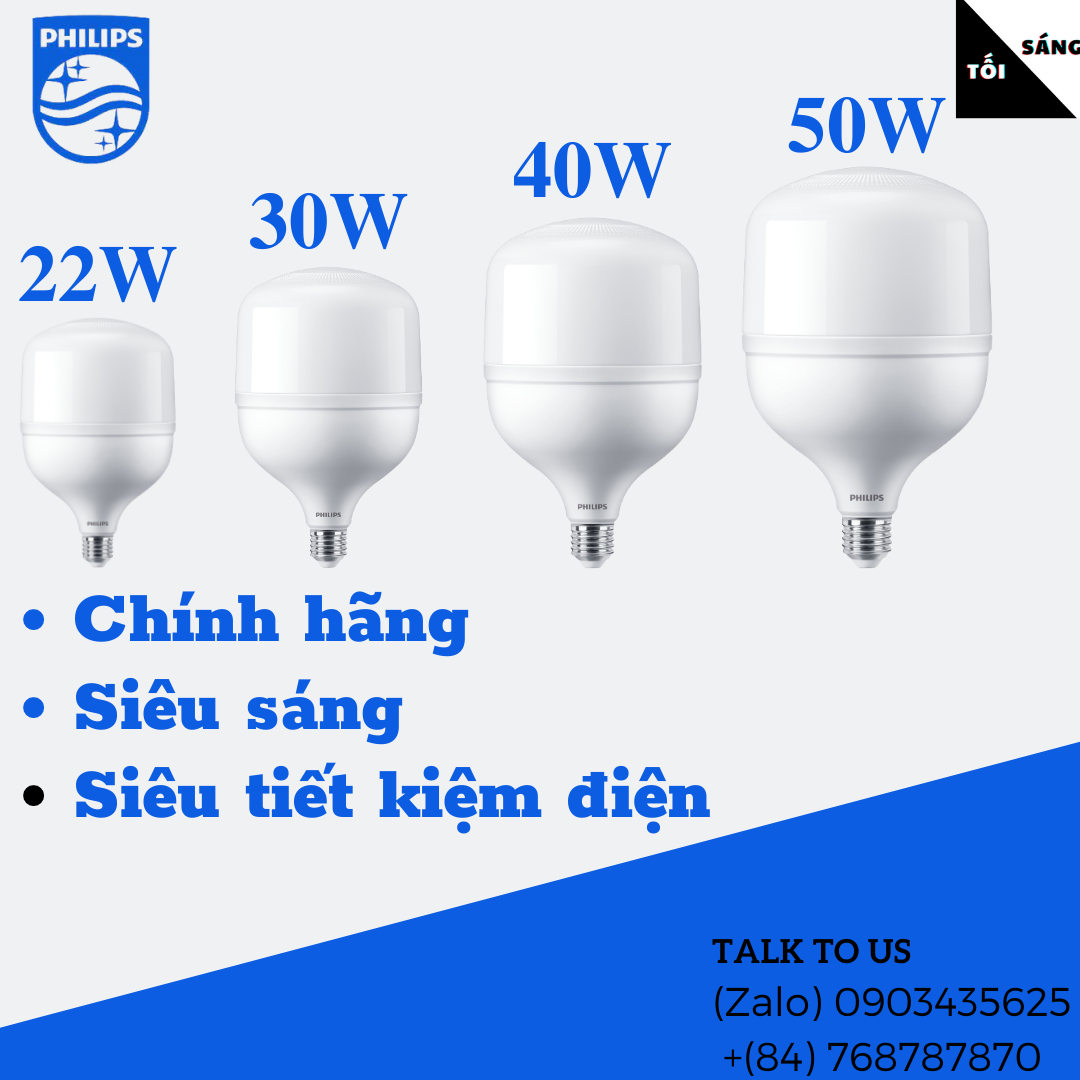 PHILIPS
SÁNG
TỐI
50W
40W
30W
22W
PHILIPS
PHILIPS
PHILIPS
PHILIPS
• Chính hãng
• Siêu sáng
• Siêu tiết kiệm điện
TALK TO US
(Zalo) 0903435625
+(84) 768787870